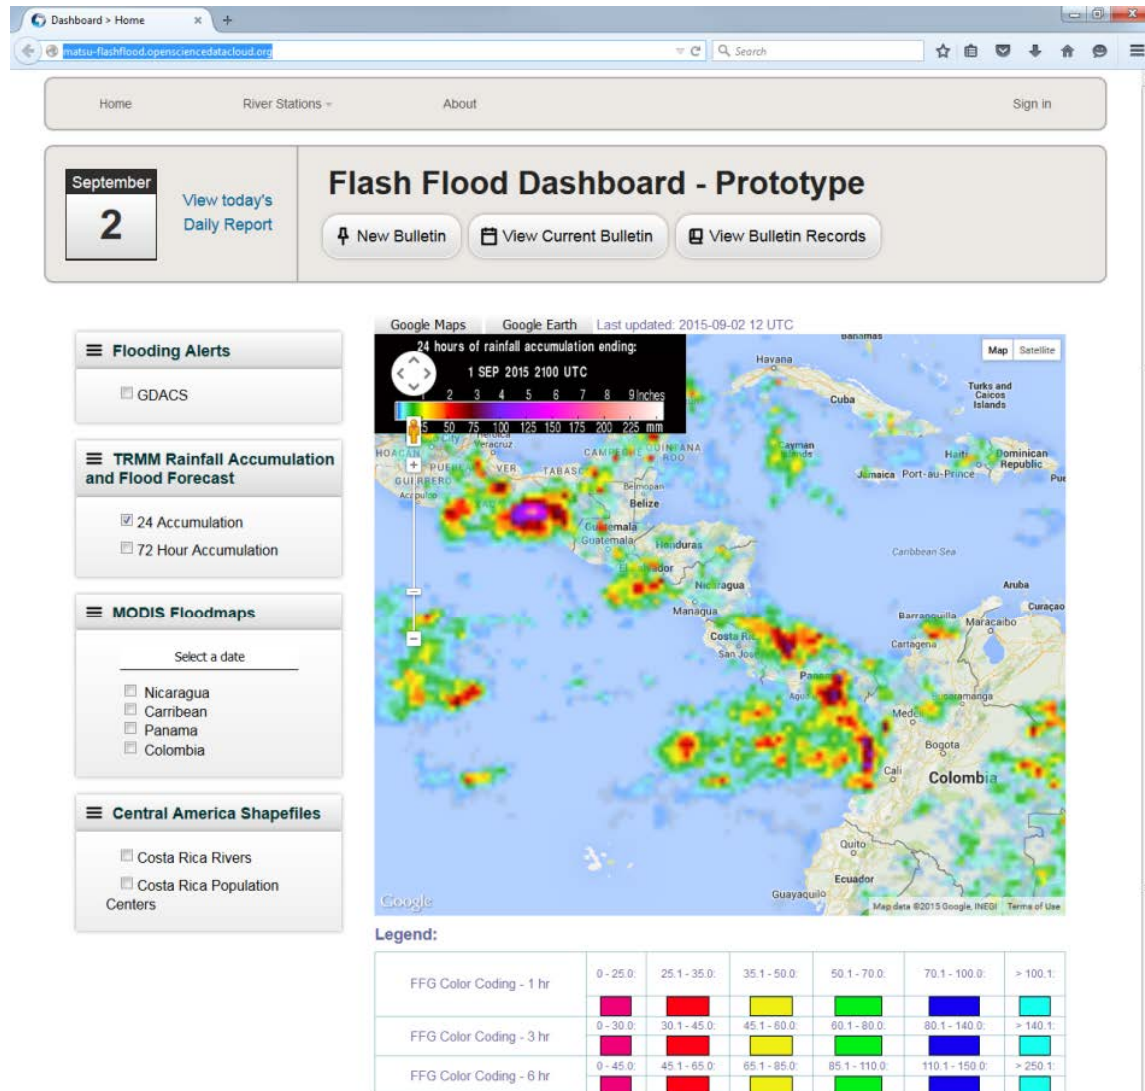 Dashboard > Home
matsu-flashflood.opensciencedatacloud.org
Search
Home
River Stations
About
Sign in
September
2
View today's
Daily Report
Flash Flood Dashboard - Prototype
New Bulletin
View Current Bulletin
View Bulletin Records
Flooding Alerts
GDACS
TRMM Rainfall Accumulation
and Flood Forecast
24 Accumulation
72 Hour Accumulation
MODIS Floodmaps
Select a date
Nicaragua
Carribean
Panama
Colombia
Central America Shapefiles
Costa Rica Rivers
Costa Rica Population
Centers
Google Maps
Google Earth
Last updated: 2015-09-02 12 UTC
24 hours of rainfall accumulation ending:
1 SEP 2015 2100 UTC
2 3 4 5 6 7 8 9 Inches
50 75 100 125 150 175 200 225 mm
Map
Satellite
Bahamas
Havana
Cuba
Turks and
Caicos
Islands
Cayman
Islands
Haiti
Dominican
Republic
Jamaica
Port-au-Prince
Veracruz
GUERRERO
Acapulco
Belmopan
Belize
Guatemala
Guatemala
Honduras
Nicaragua
Managua
Caribbean Sea
Aruba
Curaçao
Barranquilla
Maracaibo
Cartagena
Bogota
Cali
Colombia
Quito
Ecuador
Guayaquil
Google
Map data ©2015 Google, INEGI
Terms of Use
Legend:
FFG Color Coding - 1 hr
0 - 25.0: 25.1 - 35.0: 35.1 - 50.0: 50.1 - 70.0: 70.1 - 100.0: > 100.1:
FFG Color Coding - 3 hr
0 - 30.0: 30.1 - 45.0: 45.1 - 60.0: 60.1 - 80.0: 80.1 - 140.0: > 140.1:
FFG Color Coding - 6 hr
0 - 45.0: 45.1 - 65.0: 65.1 - 85.0: 85.1 - 110.0: 110.1 - 150.0: > 250.1: